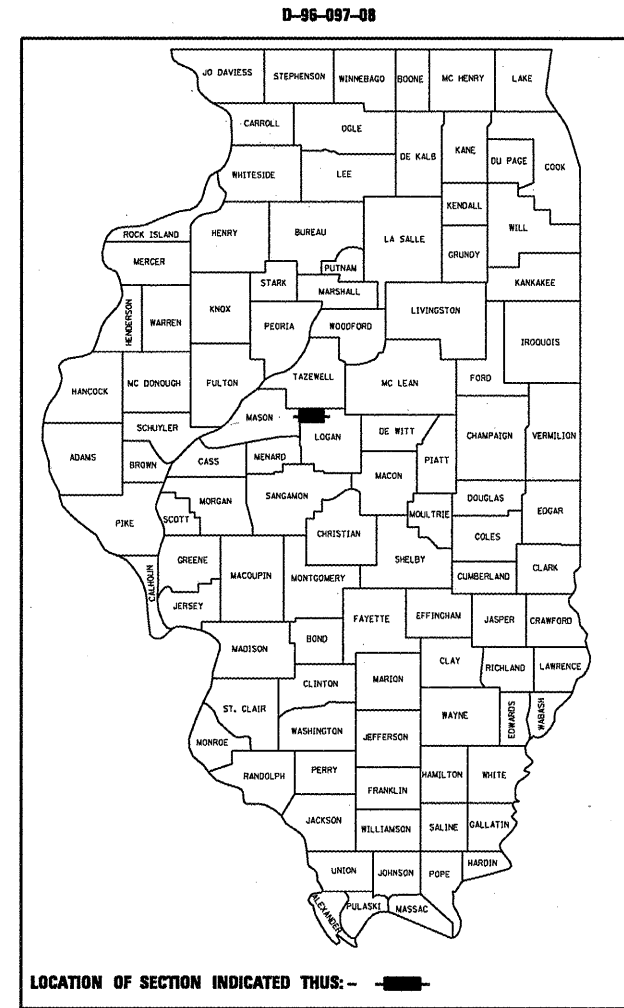 D-96-097-08
JO DAVIESS
STEPHENSON
WINNEBAGO
BOONE
MC HENRY
LAKE
CARROLL
OGLE
DE KALB
KANE
DU PAGE
COOK
WHITESIDE
LEE
KENDALL
ROCK ISLAND
HENRY
BUREAU
LA SALLE
WILL
GRUNDY
MERCER
PUTNAM
STARK
MARSHALL
KANKAKEE
HENDERSON
WARREN
KNOX
PEORIA
WOODFORD
LIVINGSTON
IROQUOIS
HANCOCK
MC DONOUGH
FULTON
TAZEWELL
MC LEAN
FORD
MASON
LOGAN
DE WITT
CHAMPAIGN
VERMILION
SCHUYLER
ADAMS
BROWN
CASS
MENARD
MACON
PIATT
PIKE
SCOTT
MORGAN
SANGAMON
CHRISTIAN
MOULTRIE
DOUGLAS
EDGAR
COLES
SHELBY
GREENE
MACOUPIN
MONTGOMERY
CUMBERLAND
CLARK
CALHOUN
JERSEY
FAYETTE
EFFINGHAM
JASPER
CRAWFORD
MADISON
BOND
CLAY
RICHLAND
LAWRENCE
CLINTON
MARION
ST. CLAIR
WAYNE
EDWARDS
WABASH
WASHINGTON
JEFFERSON
MONROE
RANDOLPH
PERRY
HAMILTON
WHITE
FRANKLIN
JACKSON
WILLIAMSON
SALINE
GALLATIN
UNION
JOHNSON
POPE
HARDIN
ALEXANDER
PULASKI
MASSAC
LOCATION OF SECTION INDICATED THUS: -